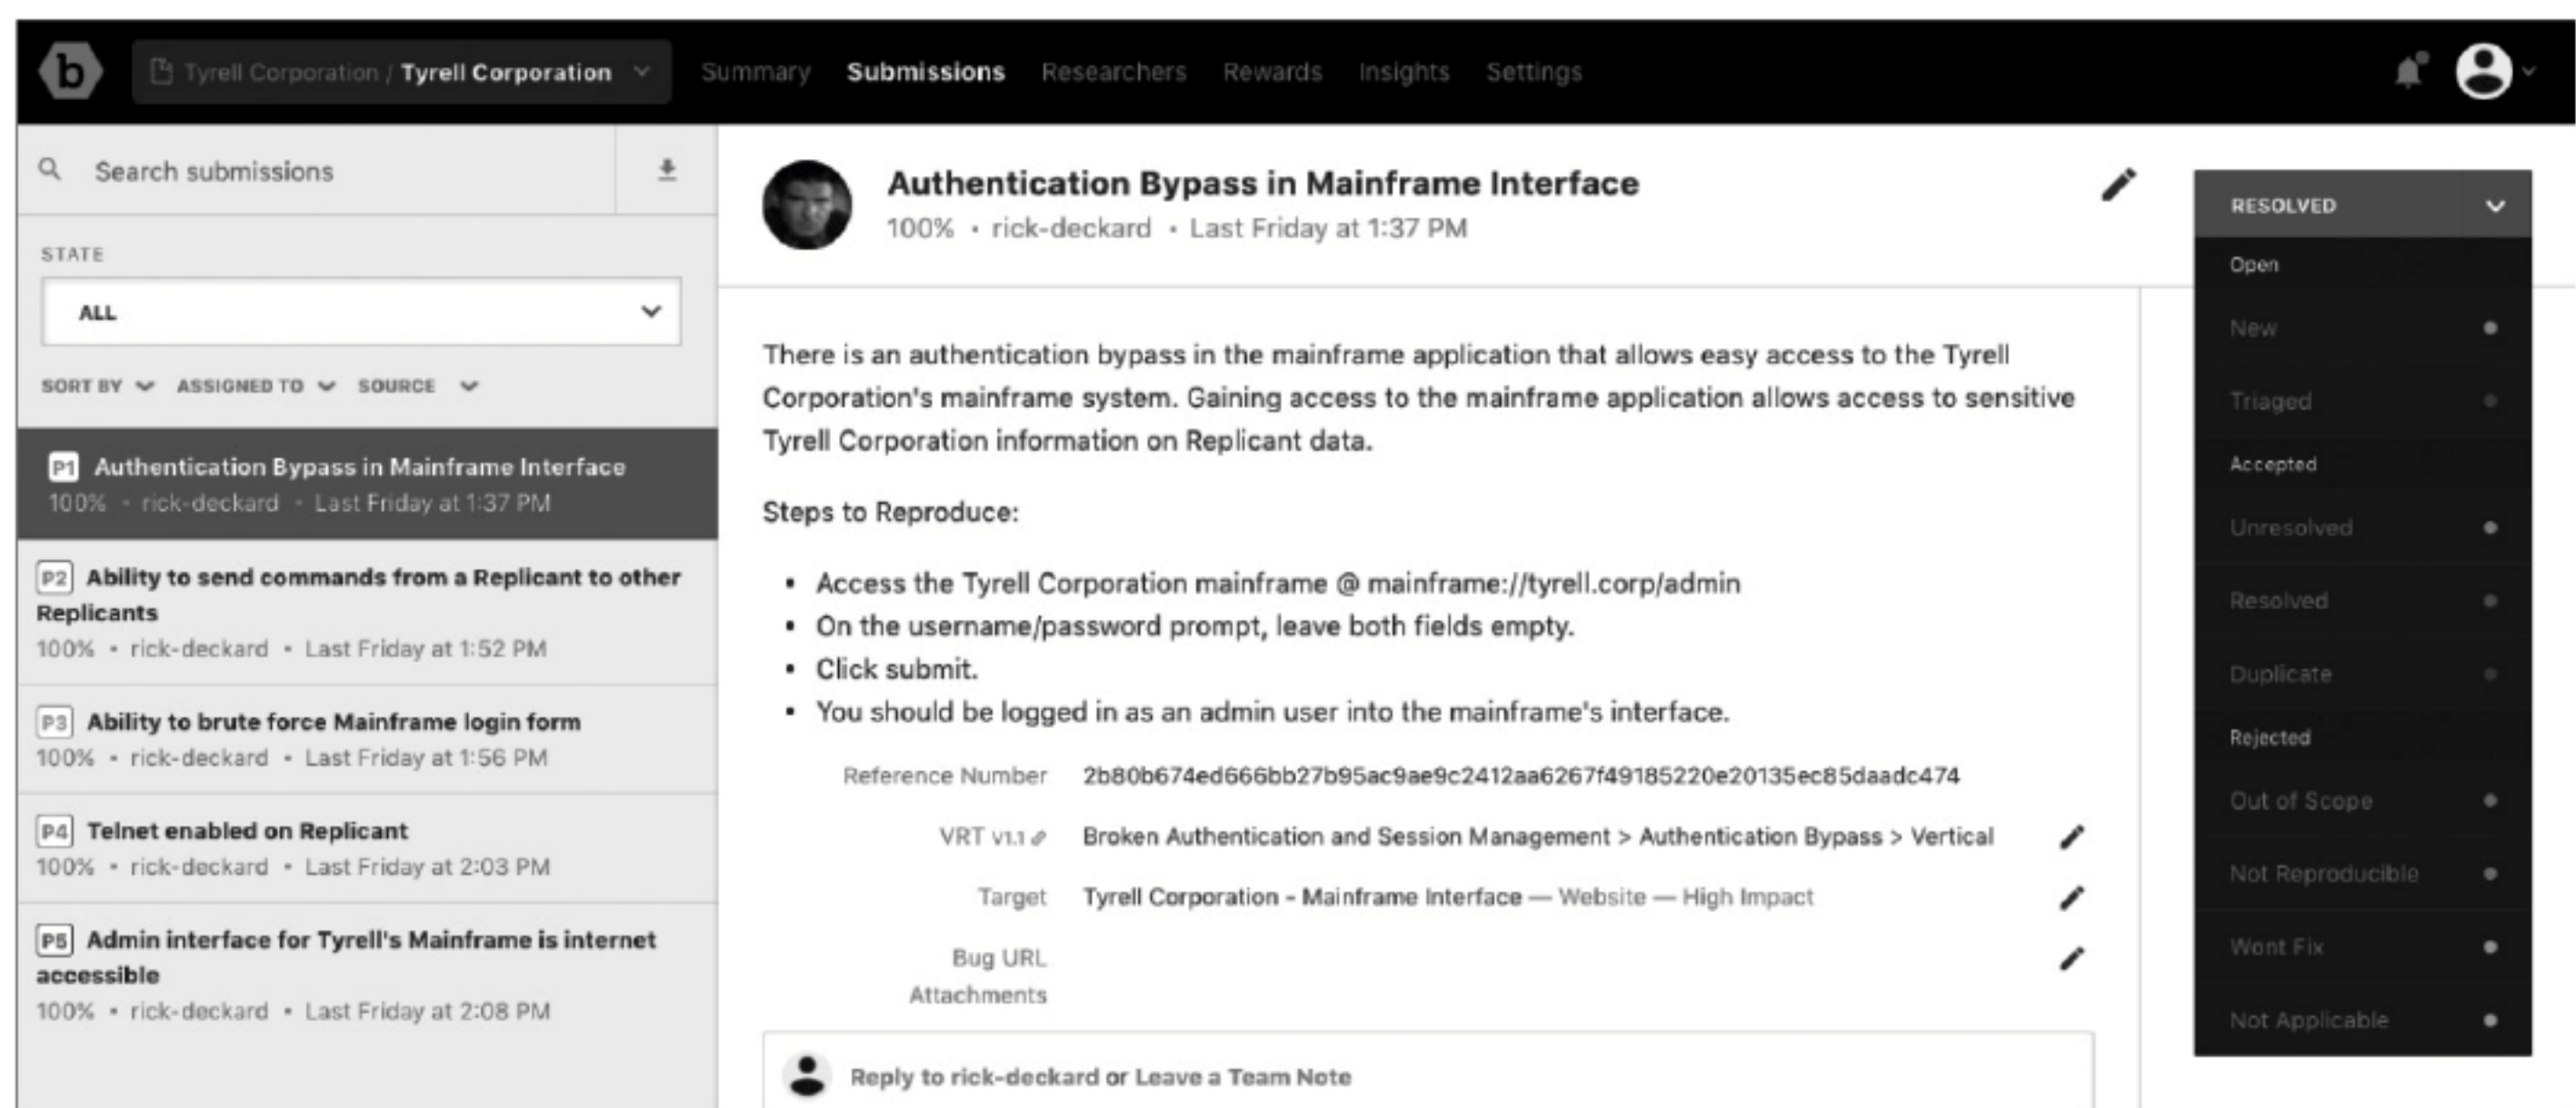 b
Tyrell Corporation / Tyrell Corporation
Summary Submissions Researchers Rewards Insights Settings
Search submissions
STATE
ALL
SORT BY ASSIGNED TO SOURCE
P1 Authentication Bypass in Mainframe Interface
100% • rick-deckard • Last Friday at 1:37 PM
P2 Ability to send commands from a Replicant to other
Replicants
100% • rick-deckard • Last Friday at 1:52 PM
P3 Ability to brute force Mainframe login form
100% • rick-deckard • Last Friday at 1:56 PM
P4 Telnet enabled on Replicant
100% • rick-deckard • Last Friday at 2:03 PM
P5 Admin interface for Tyrell's Mainframe is internet
accessible
100% • rick-deckard • Last Friday at 2:08 PM
Authentication Bypass in Mainframe Interface
100% • rick-deckard • Last Friday at 1:37 PM
There is an authentication bypass in the mainframe application that allows easy access to the Tyrell
Corporation's mainframe system. Gaining access to the mainframe application allows access to sensitive
Tyrell Corporation information on Replicant data.
Steps to Reproduce:
• Access the Tyrell Corporation mainframe @ mainframe://tyrell.corp/admin
• On the username/password prompt, leave both fields empty.
• Click submit.
• You should be logged in as an admin user into the mainframe's interface.
Reference Number 2b80b674ed666bb27b95ac9ae9c2412aa6267f49185220e20135ec85daadc474
VRT V1.1 Broken Authentication and Session Management > Authentication Bypass > Vertical
Target Tyrell Corporation - Mainframe Interface — Website — High Impact
Bug URL
Attachments
Reply to rick-deckard or Leave a Team Note
RESOLVED
Open
New
Triaged
Accepted
Unresolved
Resolved
Duplicate
Rejected
Out of Scope
Not Reproducible
Wont Fix
Not Applicable